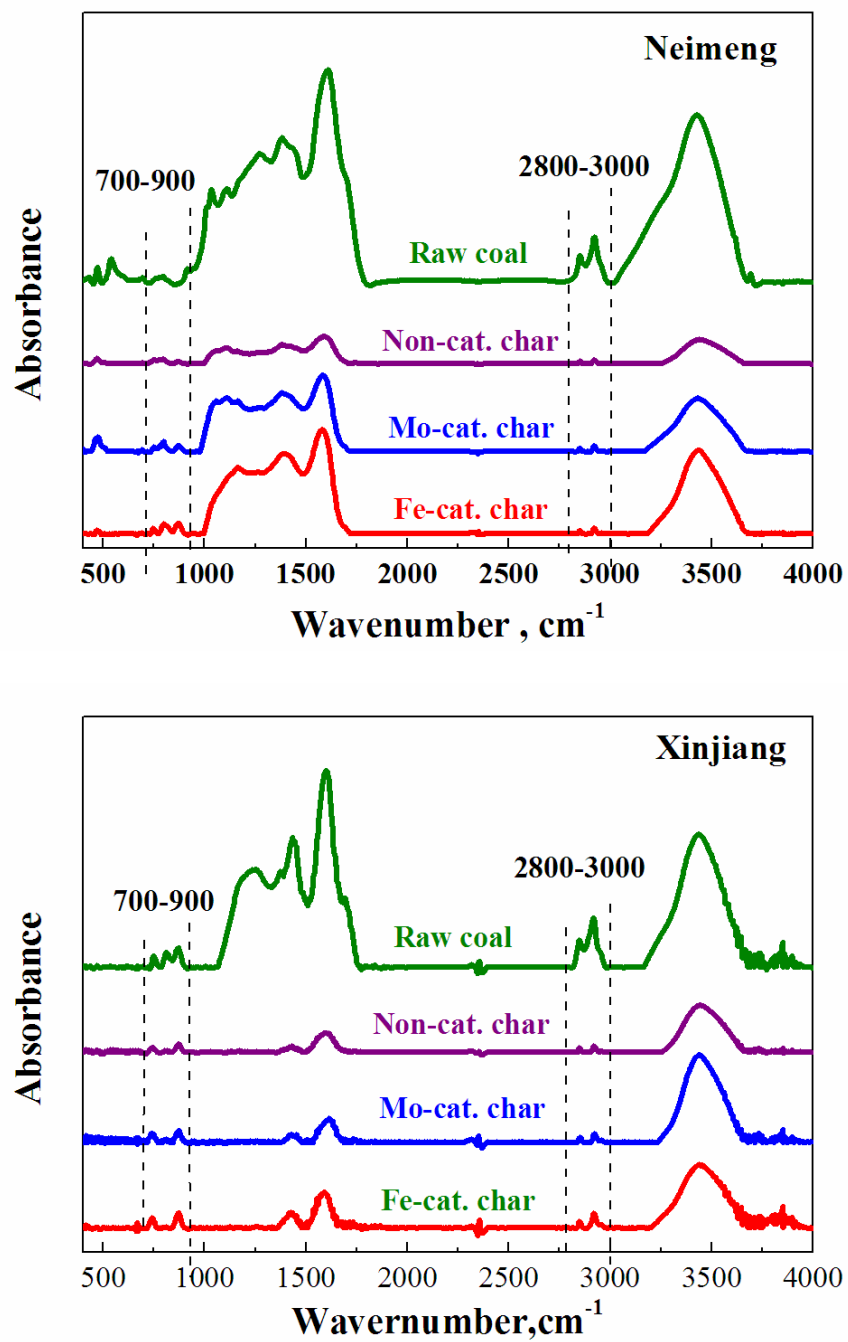 Neimeng
700-900
2800-3000
Raw coal
Non-cat. char
Mo-cat. char
Fe-cat. char
Absorbance
500 1000 1500 2000 2500 3000 3500 4000
Wavenumber , cm-1
Xinjiang
2800-3000
700-900
Raw coal
Non-cat. char
Mo-cat. char
Fe-cat. char
Absorbance
500 1000 1500 2000 2500 3000 3500 4000
Wavernumber,cm-1